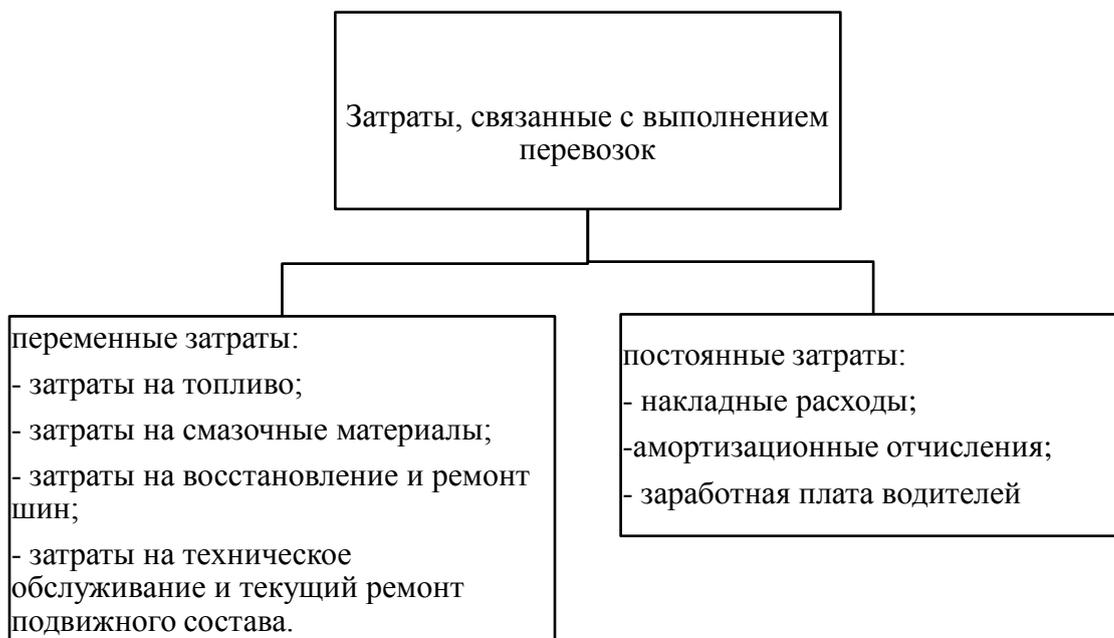 Затраты, связанные с выполнением
перевозок
переменные затраты:
- затраты на топливо;
- затраты на смазочные материалы;
- затраты на восстановление и ремонт
шин;
- затраты на техническое
обслуживание и текущий ремонт
подвижного состава.
постоянные затраты:
- накладные расходы;
-амортизационные отчисления;
- заработная плата водителей